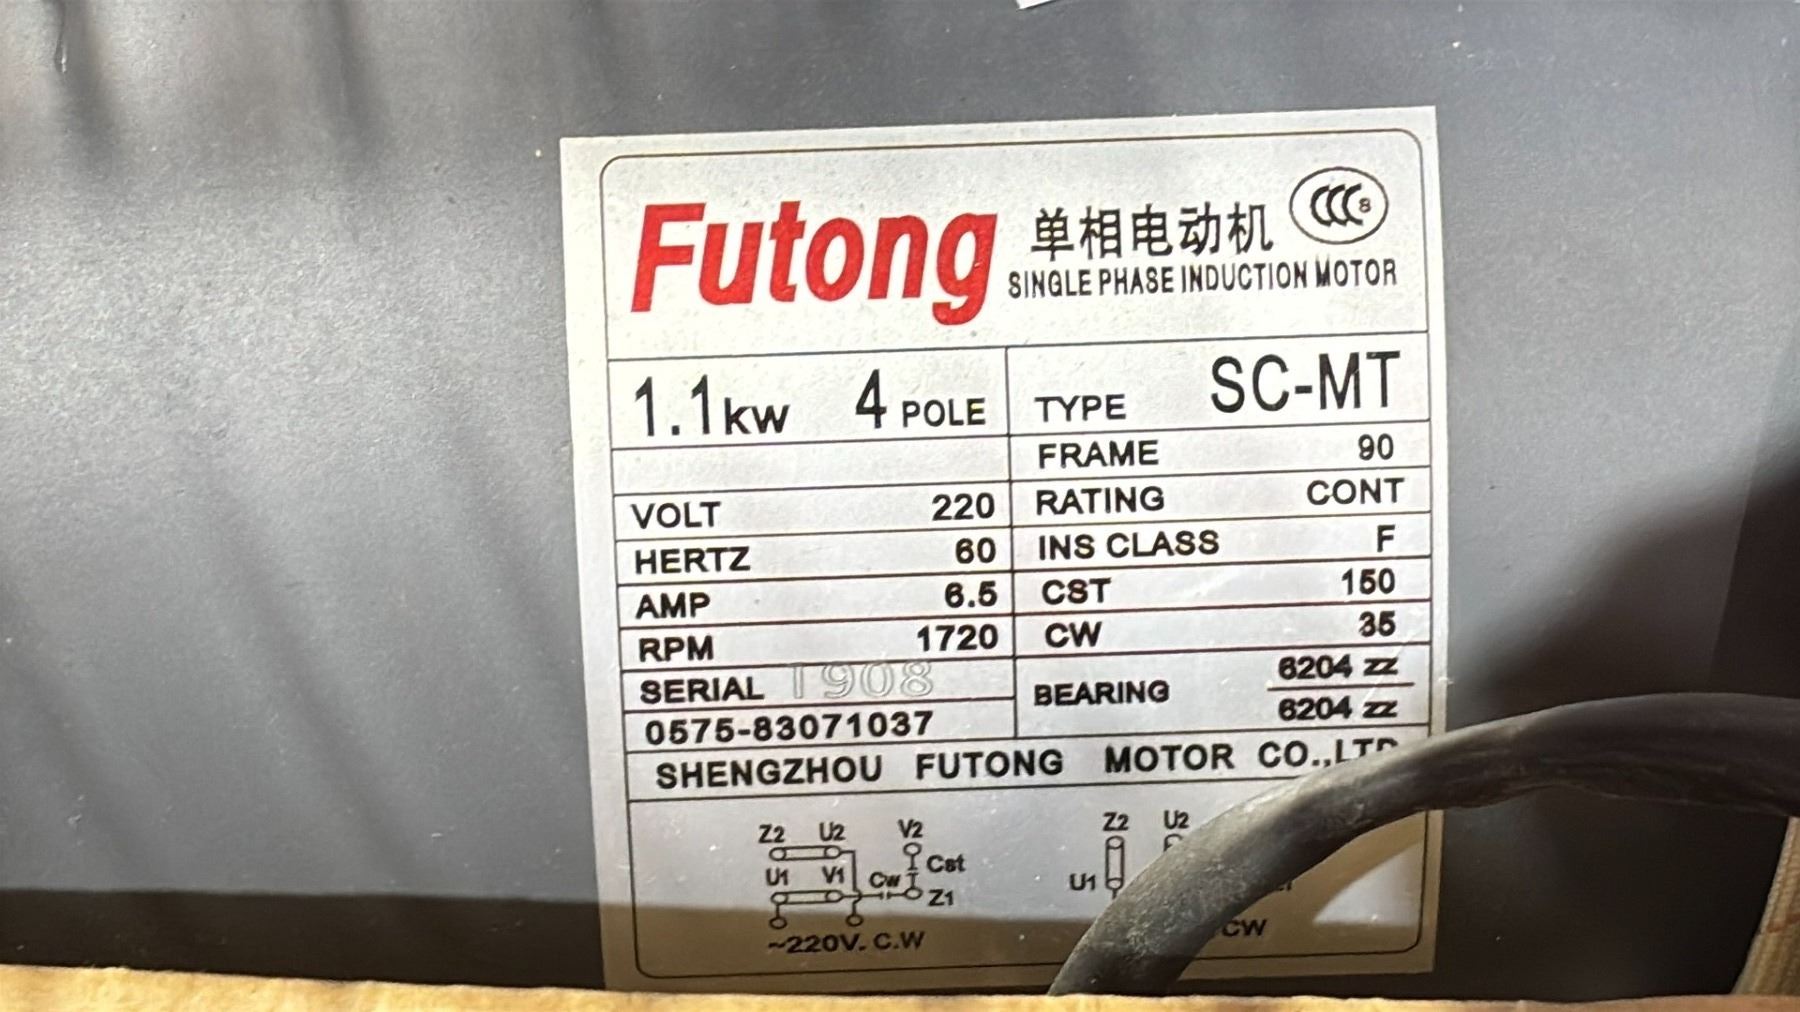 Futong 单相电动机 CCC 8
SINGLE PHASE INDUCTION MOTOR
1.1kw 4 POLE TYPE SC-MT
FRAME 90
VOLT 220 RATING CONT
HERTZ 60 INS CLASS F
AMP 6.5 CST 150
RPM 1720 CW 35
SERIAL 1908 BEARING 6204 ZZ
0575-83071037 6204 ZZ
SHENGZHOU FUTONG MOTOR CO.,LTD
Z2 U2 V2 Z2 U2
Cst
U1 V1 Cw U1
Z1
~220V. C.W CW